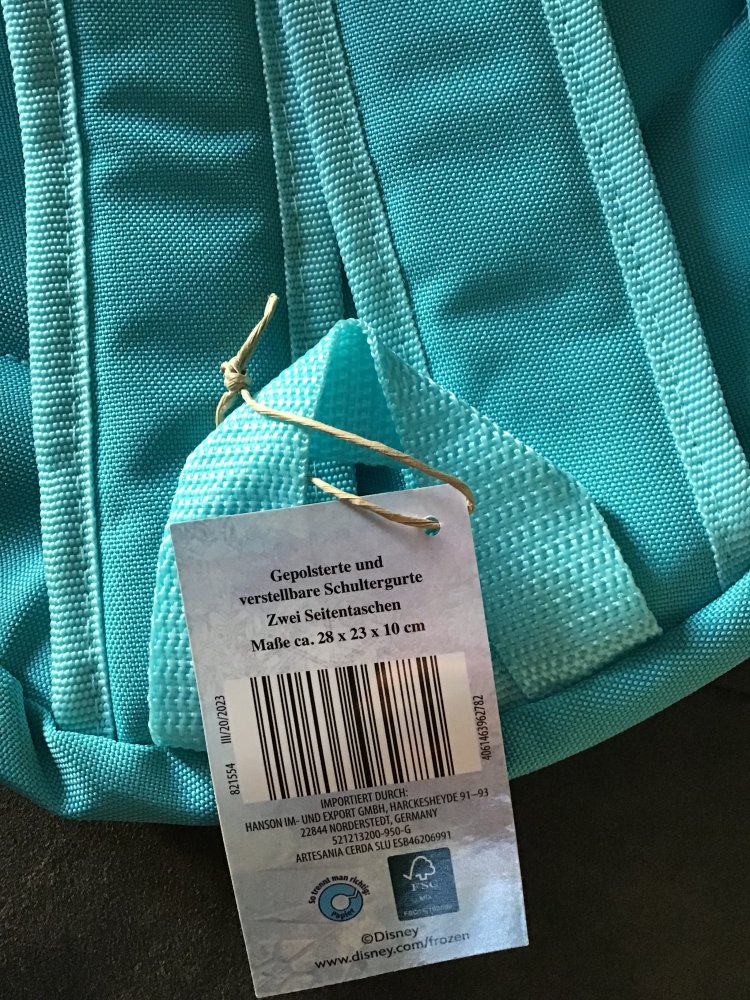 Gepolsterte und
verstellbare Schultergurte
Zwei Seitentaschen
Maße ca. 28 x 23 x 10 cm
821554 III/20/2023
4061463962782
IMPORTIERT DURCH:
HANSON IM- UND EXPORT GMBH, HARCKESHEYDE 91–93
22844 NORDERSTEDT, GERMANY
521213200-950-G
ARTESANIA CERDA SLU ESB46206991
So trennt man richtig:
Papier
FSC
MIX
©Disney
www.disney.com/frozen